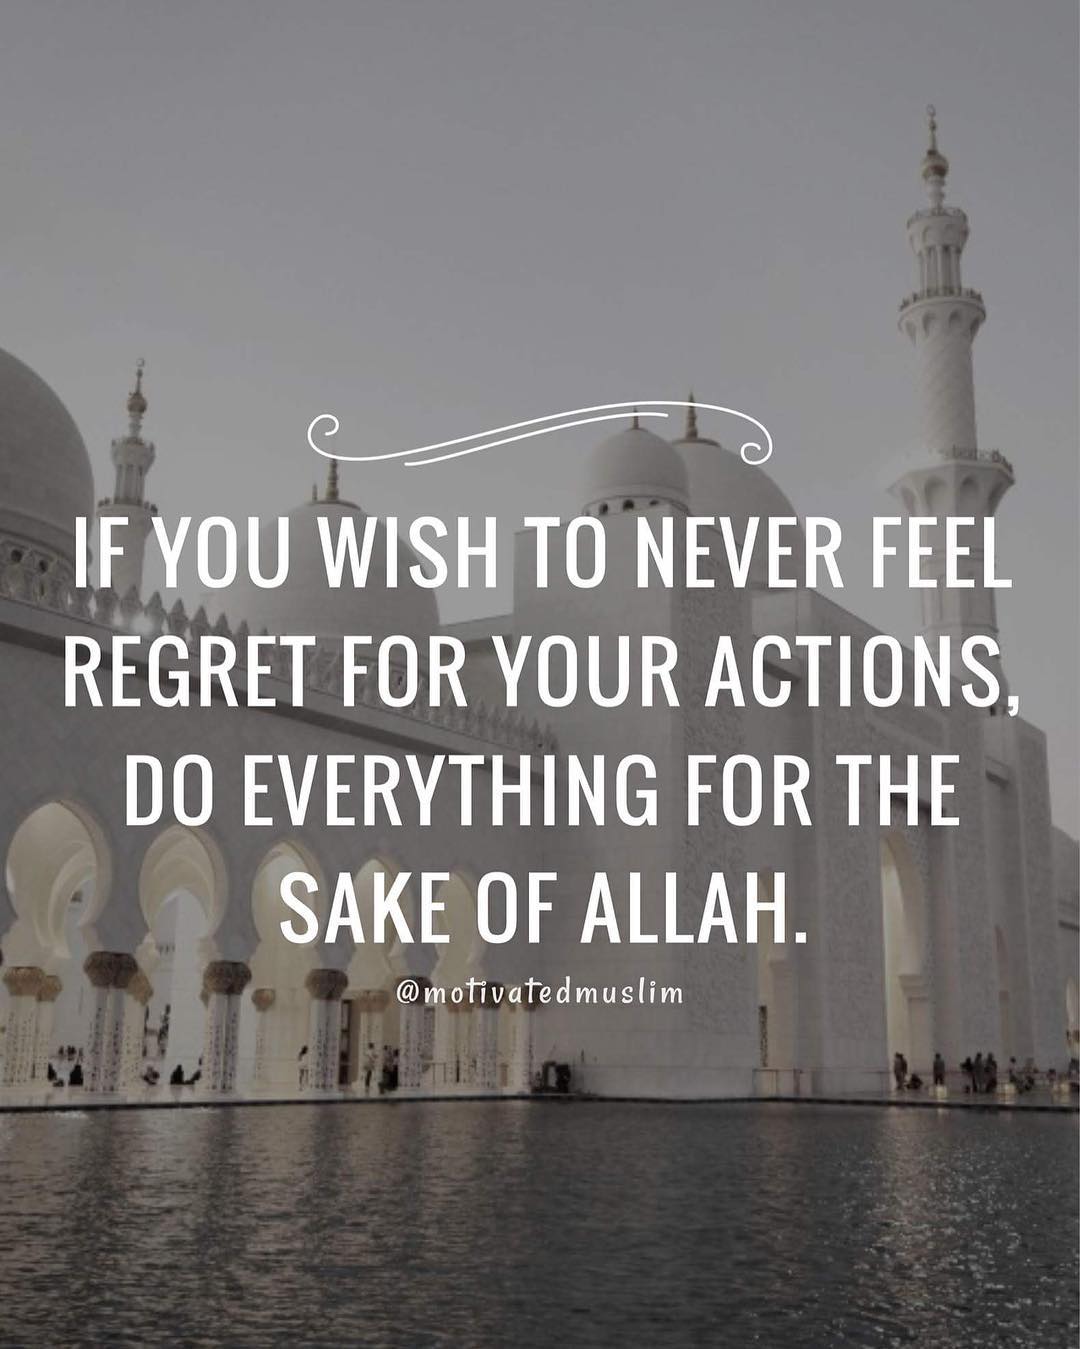 IF YOU WISH TO NEVER FEEL
REGRET FOR YOUR ACTIONS,
DO EVERYTHING FOR THE
SAKE OF ALLAH.
@motivatedmuslim